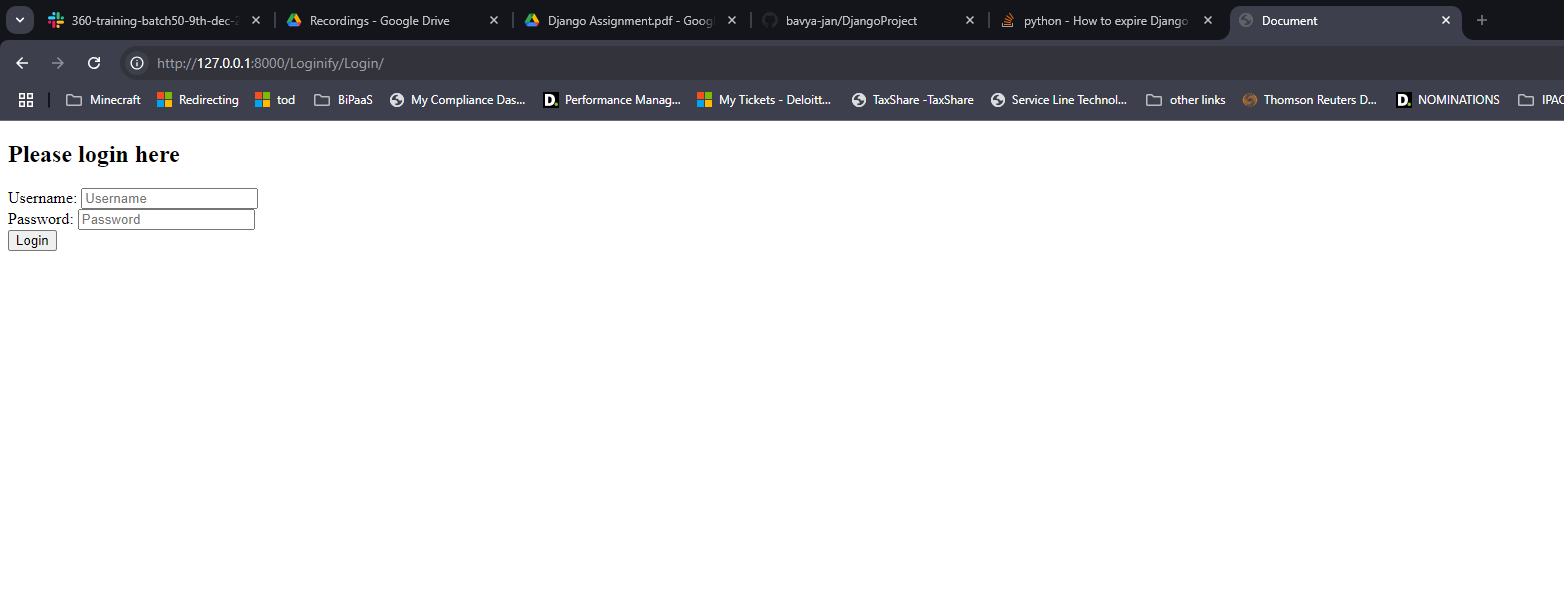 360-training-batch50-9th-dec-2 Recordings - Google Drive Django Assignment.pdf - Goog bavya-jan/DjangoProject python - How to expire Django Document
http://127.0.0.1:8000/Loginify/Login/
Minecraft Redirecting tod BiPaaS My Compliance Das... D. Performance Manag... My Tickets - Deloitt... TaxShare -TaxShare Service Line Technol... other links Thomson Reuters D... D. NOMINATIONS IPAC
Please login here
Username: Username
Password: Password
Login